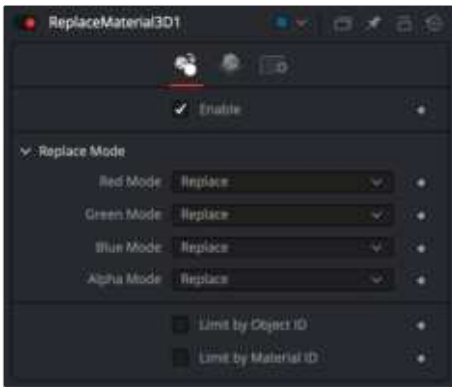 ReplaceMaterial3D1
Enable
Replace Mode
Red Mode Replace
Green Mode Replace
Blue Mode Replace
Alpha Mode Replace
Limit by Object ID
Limit by Material ID